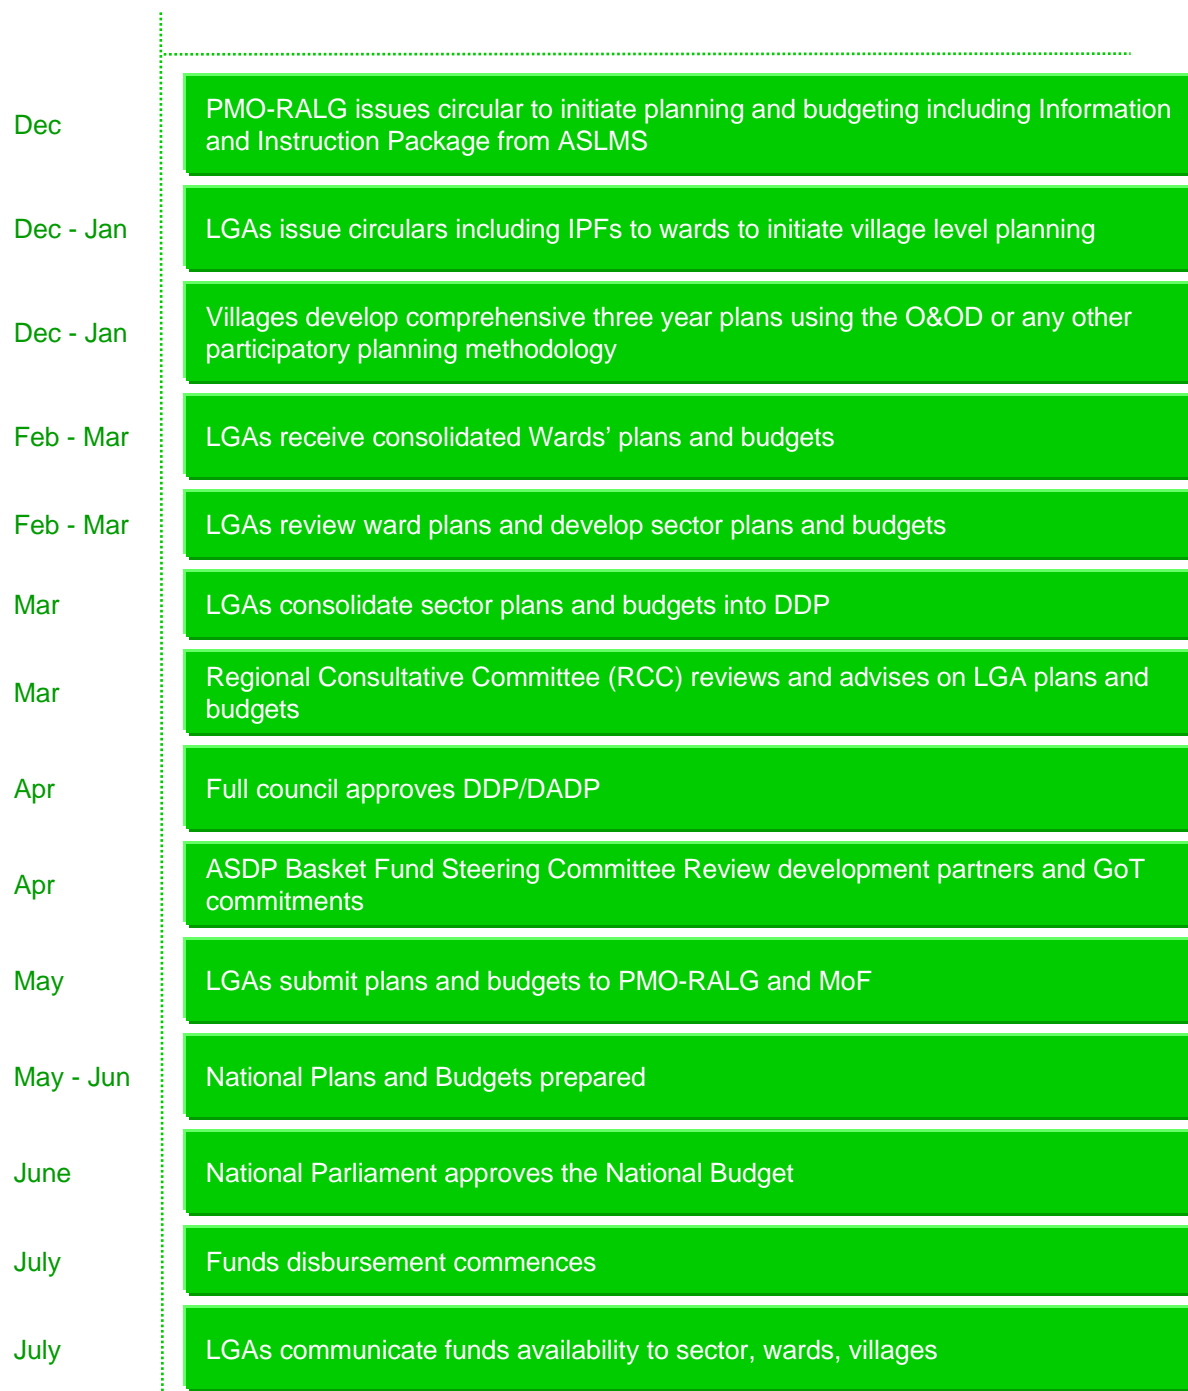 Dec
PMO-RALG issues circular to initiate planning and budgeting including Information
and Instruction Package from ASLMS
Dec - Jan
LGAs issue circulars including IPFs to wards to initiate village level planning
Dec - Jan
Villages develop comprehensive three year plans using the O&OD or any other
participatory planning methodology
Feb - Mar
LGAs receive consolidated Wards’ plans and budgets
Feb - Mar
LGAs review ward plans and develop sector plans and budgets
Mar
LGAs consolidate sector plans and budgets into DDP
Mar
Regional Consultative Committee (RCC) reviews and advises on LGA plans and
budgets
Apr
Full council approves DDP/DADP
Apr
ASDP Basket Fund Steering Committee Review development partners and GoT
commitments
May
LGAs submit plans and budgets to PMO-RALG and MoF
May - Jun
National Plans and Budgets prepared
June
National Parliament approves the National Budget
July
Funds disbursement commences
July
LGAs communicate funds availability to sector, wards, villages